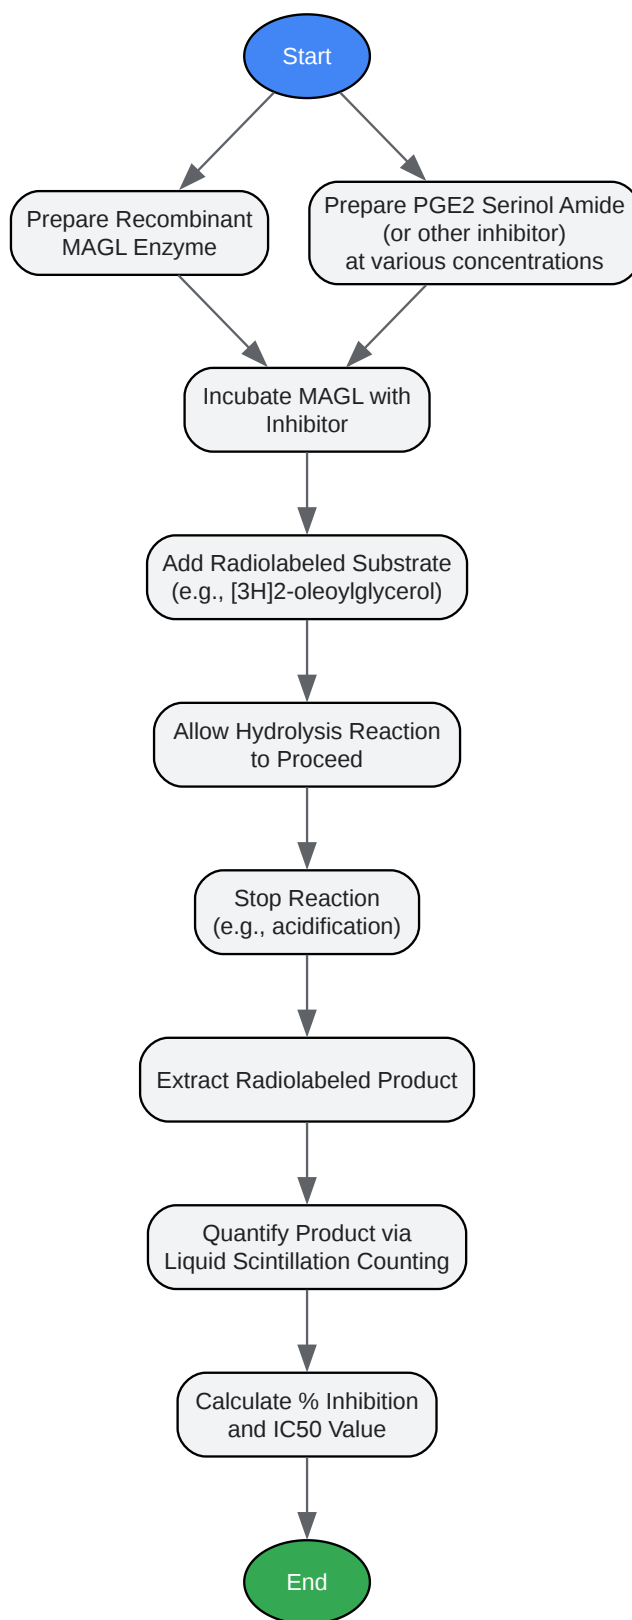 Start
Prepare Recombinant
MAGL Enzyme
Prepare PGE2 Serinol Amide
(or other inhibitor)
at various concentrations
Incubate MAGL with
Inhibitor
Add Radiolabeled Substrate
(e.g., [3H]2-oleoylglycerol)
Allow Hydrolysis Reaction
to Proceed
Stop Reaction
(e.g., acidification)
Extract Radiolabeled Product
Quantify Product via
Liquid Scintillation Counting
Calculate % Inhibition
and IC50 Value
End